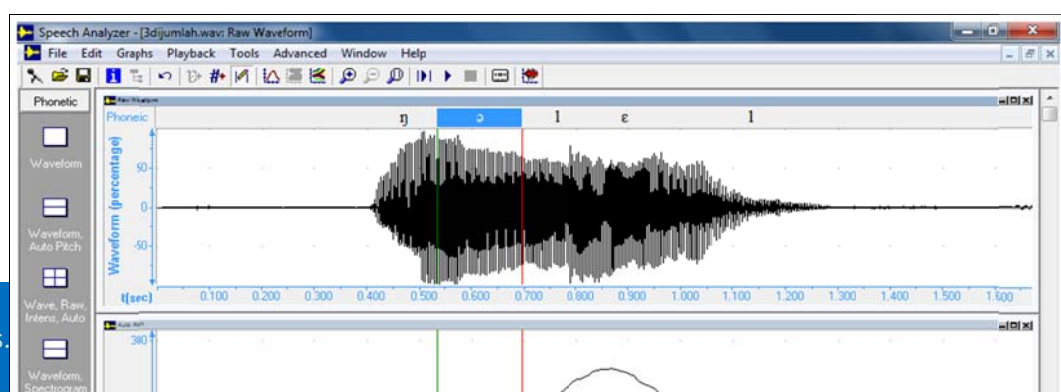 Speech Analyzer - [3dijumlah.wav: Raw Waveform]
File Edit Graphs Playback Tools Advanced Window Help
Phonetic
Raw Waveform
Phoneic ŋ ə l ɛ l
Waveform
Waveform, Auto Pitch
Wave, Raw, Intens, Auto
Waveform, Spectrogram
Waveform (percentage)
50
0
-50
t(sec) 0.100 0.200 0.300 0.400 0.500 0.600 0.700 0.800 0.900 1.000 1.100 1.200 1.300 1.400 1.500 1.600
300
s.